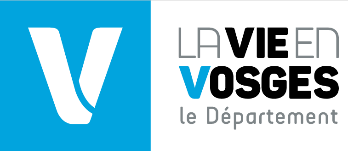 V
LA VIE EN
VOSGES
le Département